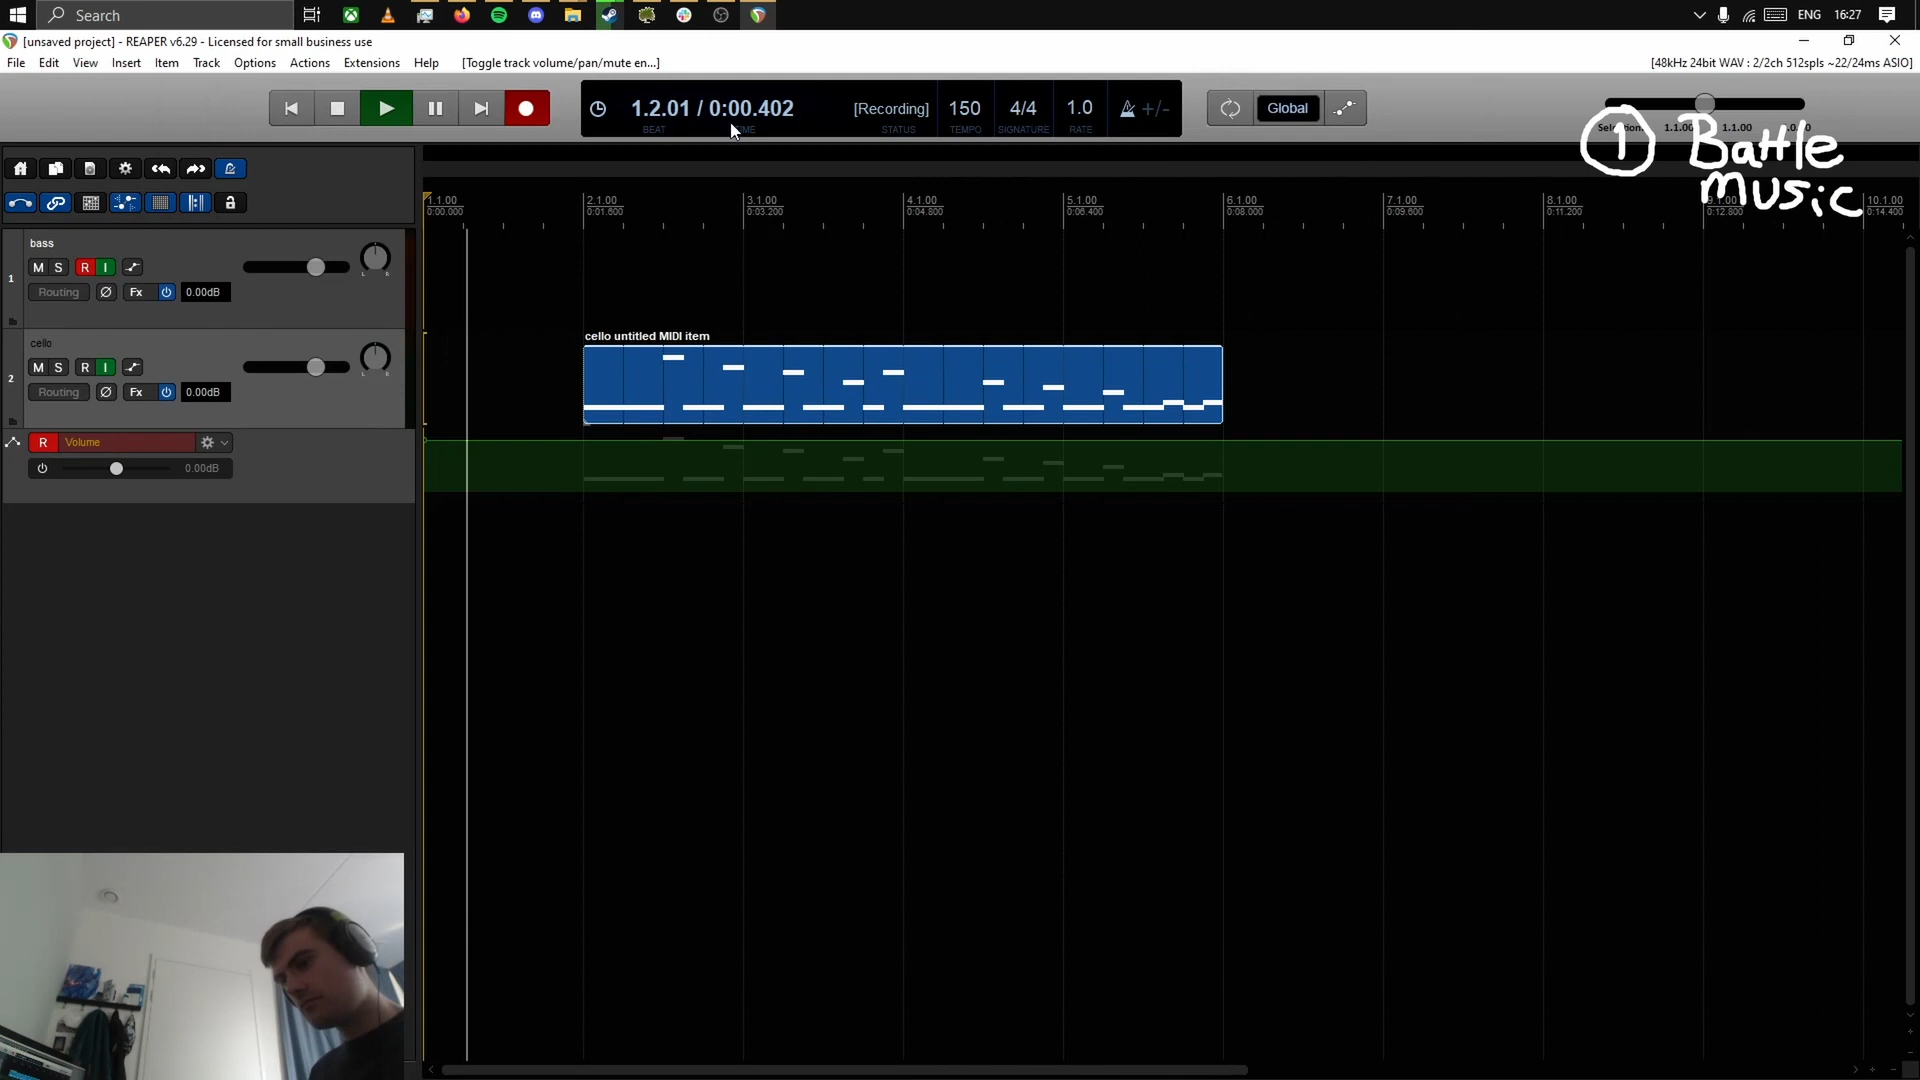 Search
ENG
16:27
[unsaved project] - REAPER v6.29 - Licensed for small business use
File Edit View Insert Item Track Options Actions Extensions Help [Toggle track volume/pan/mute en...]
[48kHz 24bit WAV : 2/2ch 512spls ~22/24ms ASIO]
1.2.01 / 0:00.402 [Recording] 150 4/4 1.0 +/-
BEAT STATUS TEMPO SIGNATURE RATE
Global
1.1.00
① Battle
music
1.1.00 2.1.00 3.1.00 4.1.00 5.1.00 6.1.00 7.1.00 8.1.00 10.1.00
0:00.000 0:01.600 0:03.200 0:04.800 0:06.400 0:08.000 0:09.600 0:11.200 0:12.800 0:14.400
1
bass
M S R I
L R
Routing Ø Fx 0.00dB
2
cello
M S R I
L R
Routing Ø Fx 0.00dB
cello untitled MIDI item
R Volume
0.00dB